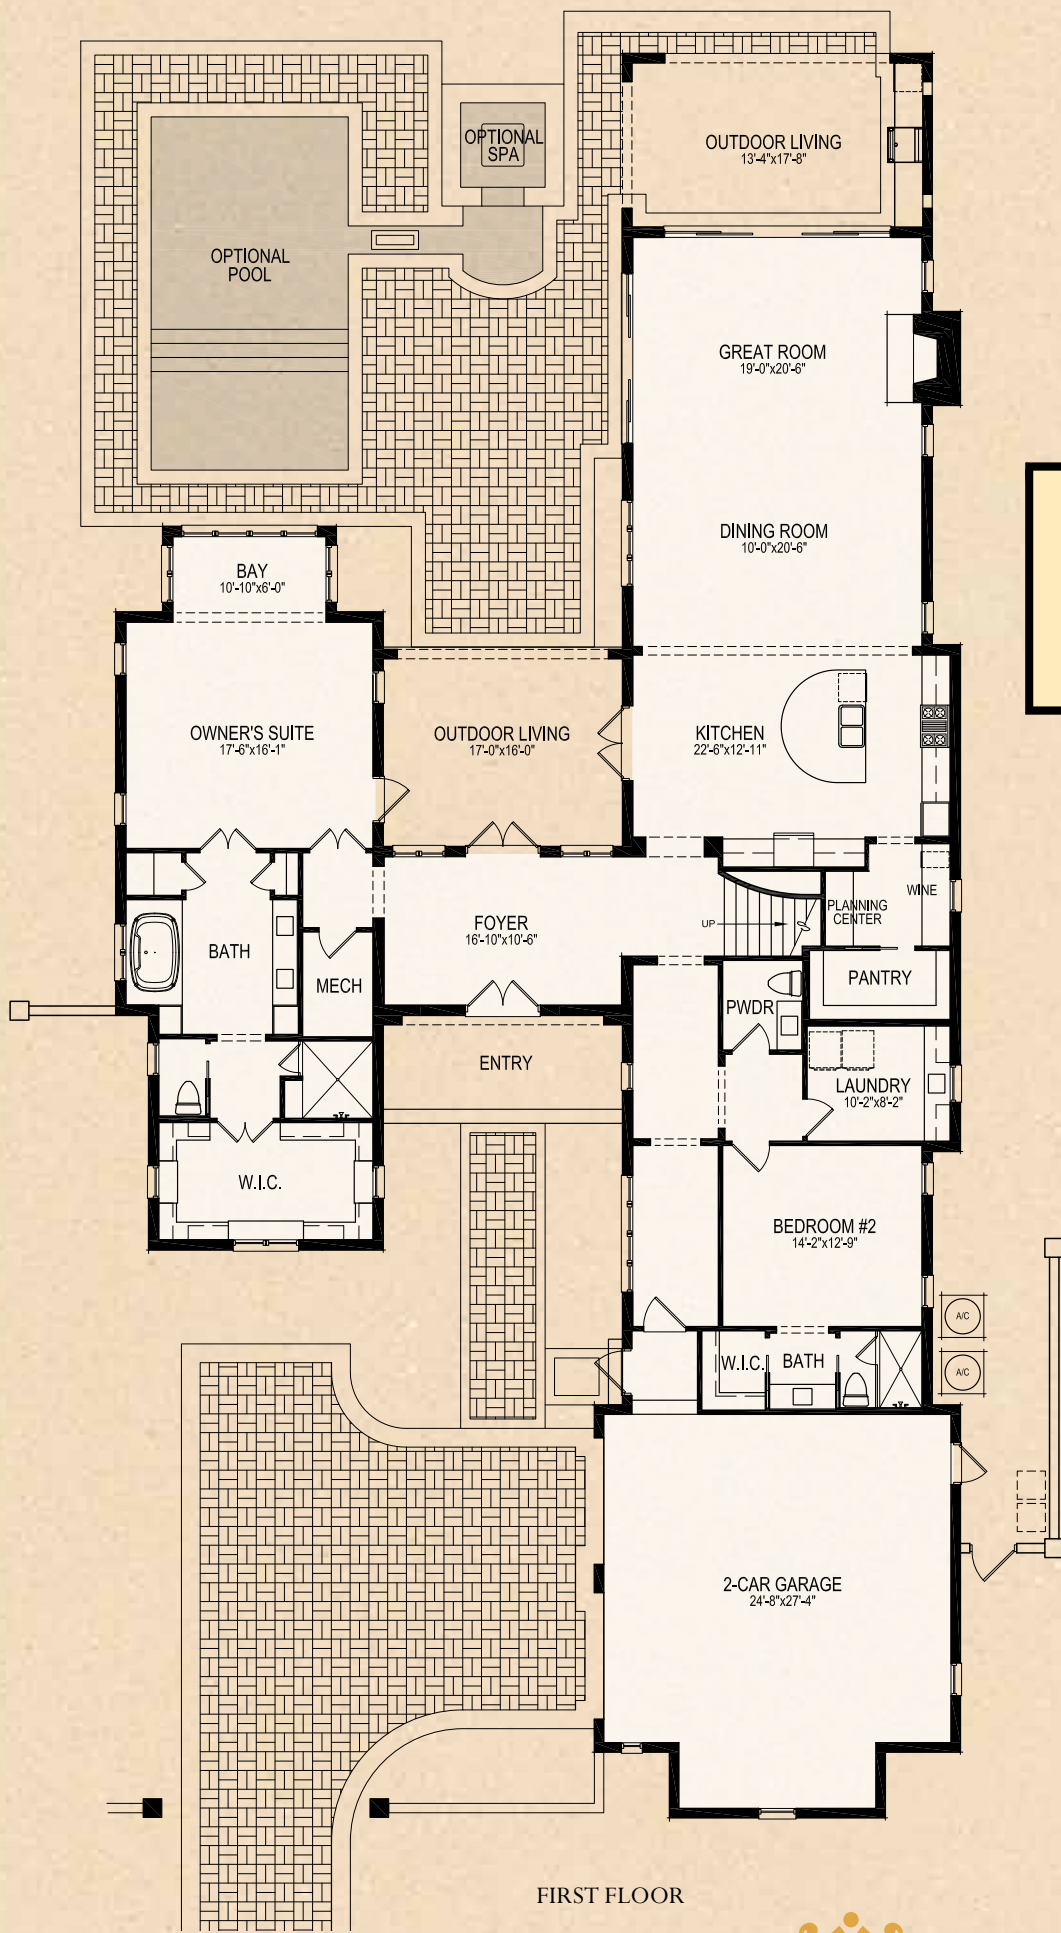 OPTIONAL
SPA
OUTDOOR LIVING
13'-4"x17'-8"
OPTIONAL
POOL
GREAT ROOM
19'-0"x20'-6"
DINING ROOM
10'-0"x20'-6"
BAY
10'-10"x6'-0"
OWNER'S SUITE
17'-6"x16'-1"
OUTDOOR LIVING
17'-0"x16'-0"
KITCHEN
22'-6"x12'-11"
WINE
PLANNING
CENTER
FOYER
16'-10"x10'-6"
UP
BATH
MECH
PANTRY
PWDR
ENTRY
LAUNDRY
10'-2"x8'-2"
W.I.C.
BEDROOM #2
14'-2"x12'-9"
A/C
W.I.C.
BATH
A/C
2-CAR GARAGE
24'-8"x27'-4"
FIRST FLOOR